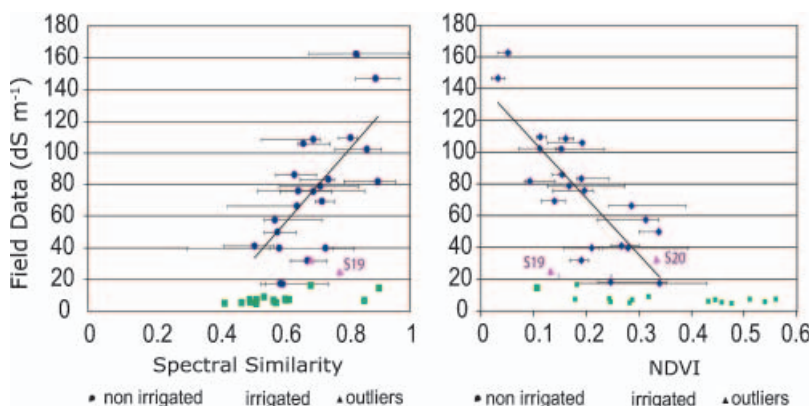 Field Data (dS m⁻¹)
180
160
140
120
100
80
60
40
20
0
S19
0 0.2 0.4 0.6 0.8 1
Spectral Similarity
non irrigated irrigated outliers
180
160
140
120
100
80
60
40
20
0
S19
S20
0 0.1 0.2 0.3 0.4 0.5 0.6
NDVI
non irrigated irrigated outliers